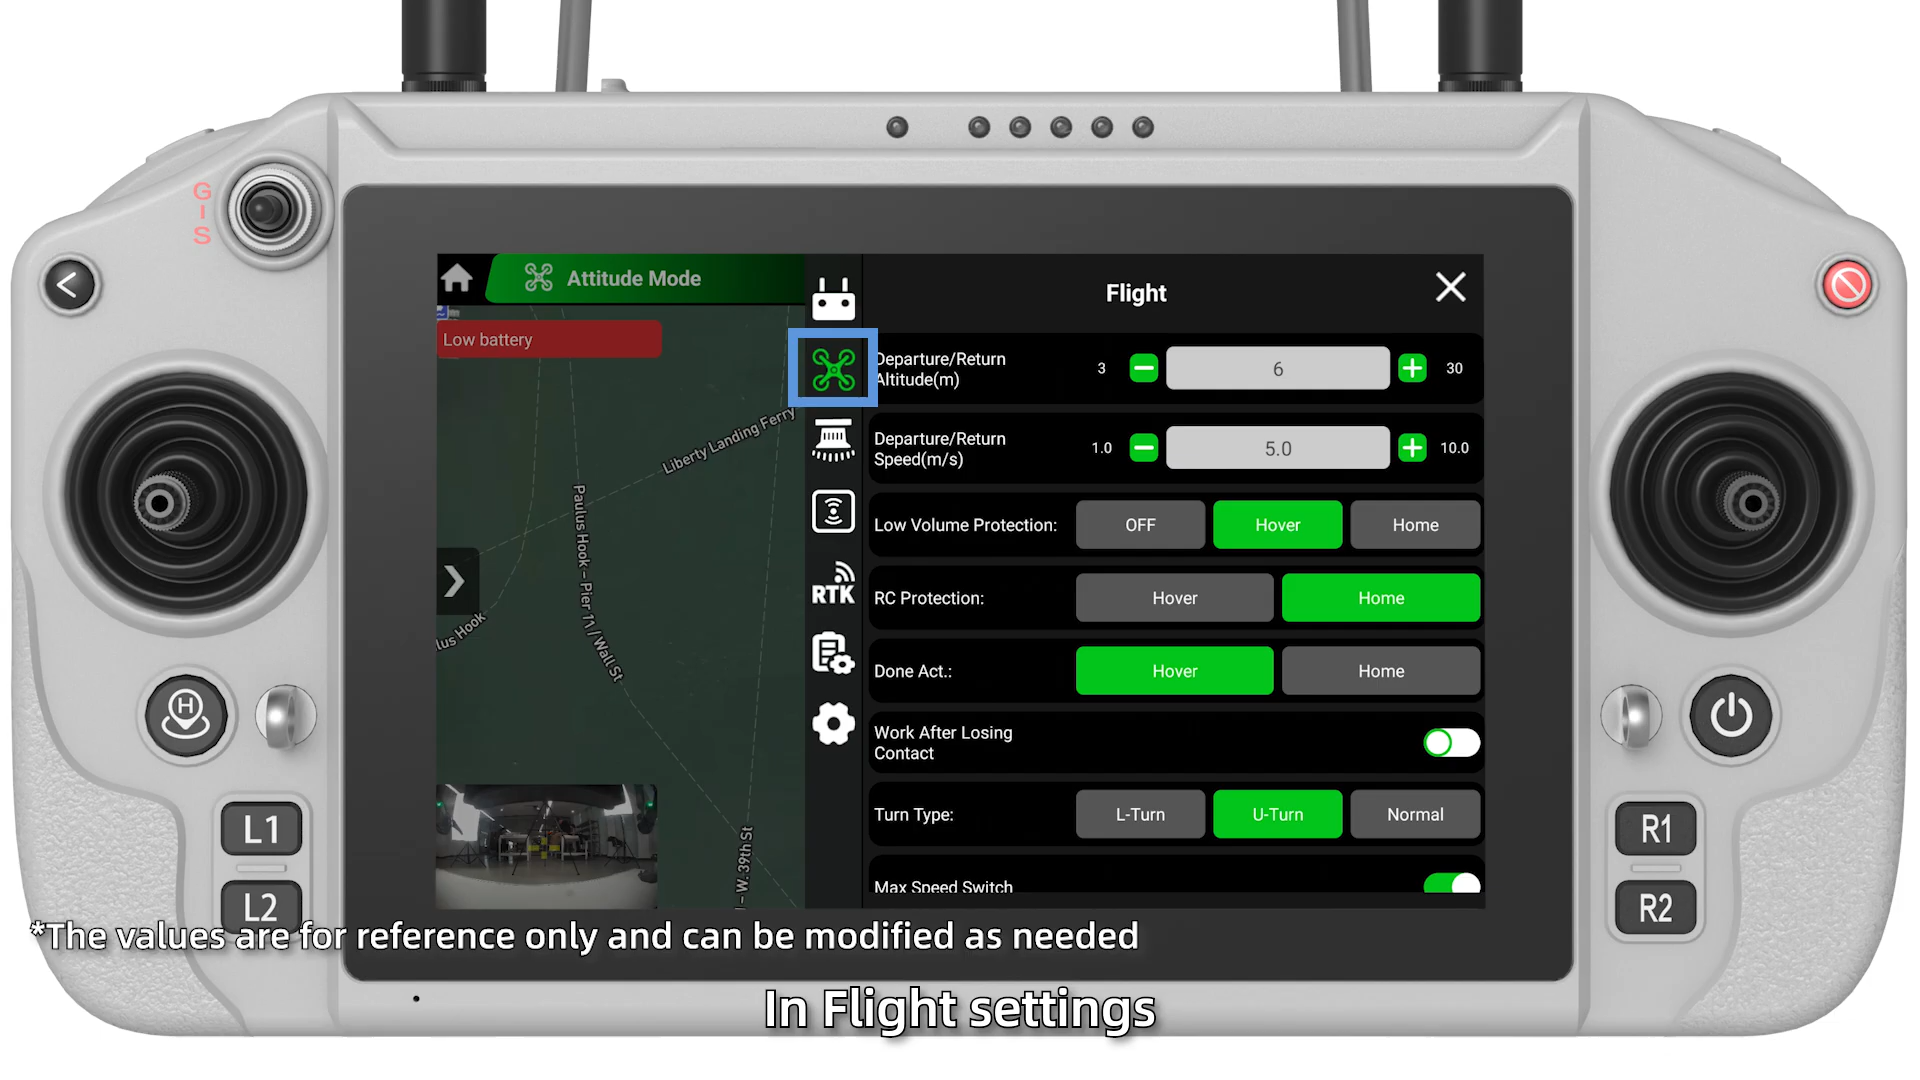 G
I
S
Attitude Mode
Flight
Low battery
Departure/Return
Altitude(m)
3
6
30
Departure/Return
Speed(m/s)
1.0
5.0
10.0
Liberty Landing Ferry
Paulus Hook – Pier 11 / Wall St
lus Hook
– W. 39th St
Low Volume Protection:
OFF
Hover
Home
RTK
RC Protection:
Hover
Home
Done Act.:
Hover
Home
H
Work After Losing
Contact
Turn Type:
L-Turn
U-Turn
Normal
Max Speed Switch
L1
L2
R1
R2
*The values are for reference only and can be modified as needed
In Flight settings